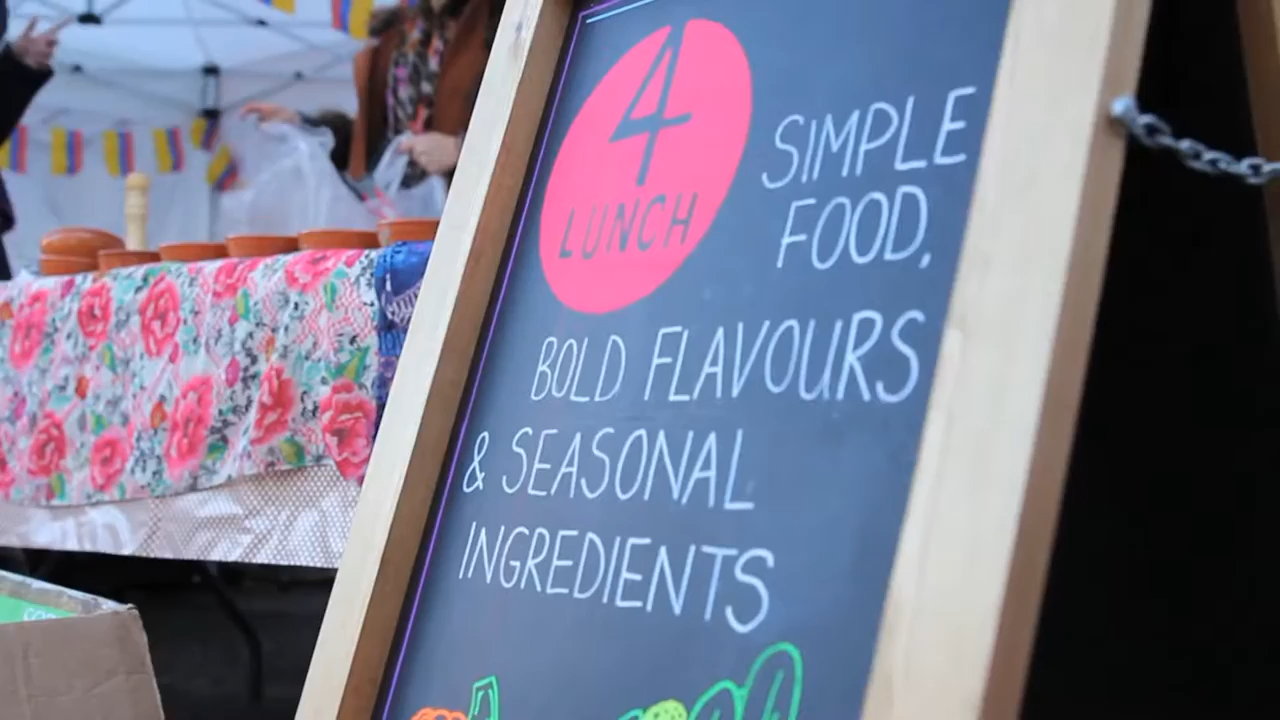 4
LUNCH
SIMPLE
FOOD,
BOLD FLAVOURS
& SEASONAL
INGREDIENTS